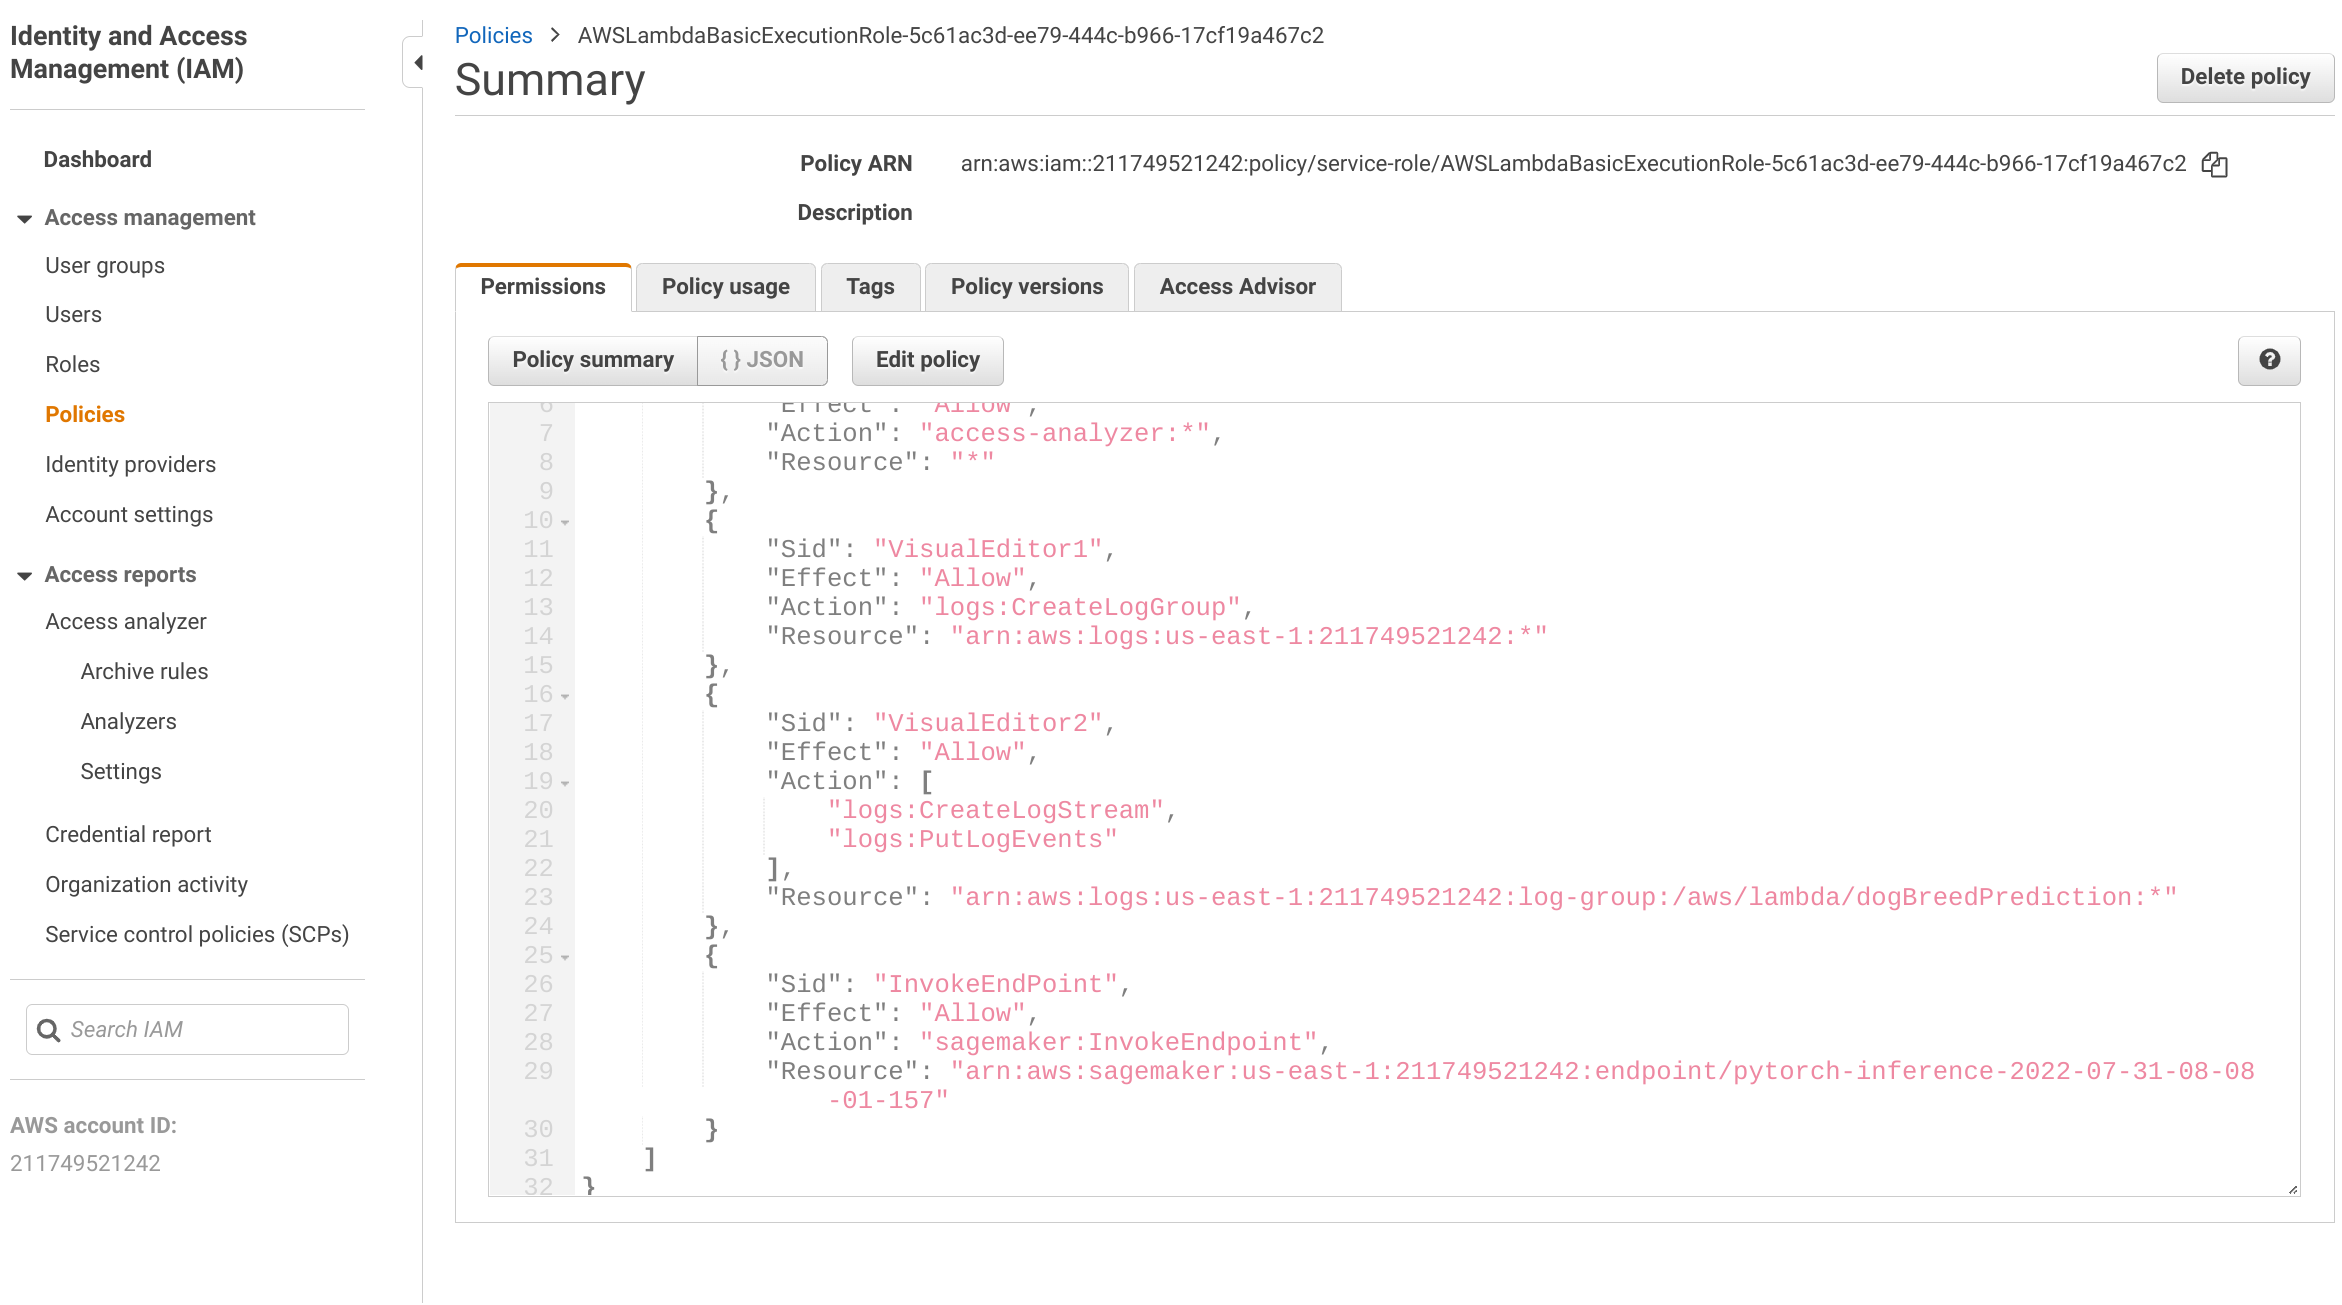 Identity and Access
Management (IAM)
Dashboard
Access management
User groups
Users
Roles
Policies
Identity providers
Account settings
Access reports
Access analyzer
Archive rules
Analyzers
Settings
Credential report
Organization activity
Service control policies (SCPs)
Search IAM
AWS account ID:
211749521242
Policies > AWSLambdaBasicExecutionRole-5c61ac3d-ee79-444c-b966-17cf19a467c2
Summary
Delete policy
Policy ARN arn:aws:iam::211749521242:policy/service-role/AWSLambdaBasicExecutionRole-5c61ac3d-ee79-444c-b966-17cf19a467c2
Description
Permissions Policy usage Tags Policy versions Access Advisor
Policy summary { } JSON Edit policy ?
6 "Effect": "Allow",
7 "Action": "access-analyzer:*",
8 "Resource": "*"
9 },
10 {
11 "Sid": "VisualEditor1",
12 "Effect": "Allow",
13 "Action": "logs:CreateLogGroup",
14 "Resource": "arn:aws:logs:us-east-1:211749521242:*"
15 },
16 {
17 "Sid": "VisualEditor2",
18 "Effect": "Allow",
19 "Action": [
20 "logs:CreateLogStream",
21 "logs:PutLogEvents"
22 ],
23 "Resource": "arn:aws:logs:us-east-1:211749521242:log-group:/aws/lambda/dogBreedPrediction:*"
24 },
25 {
26 "Sid": "InvokeEndPoint",
27 "Effect": "Allow",
28 "Action": "sagemaker:InvokeEndpoint",
29 "Resource": "arn:aws:sagemaker:us-east-1:211749521242:endpoint/pytorch-inference-2022-07-31-08-08
-01-157"
30 }
31 ]
32 }